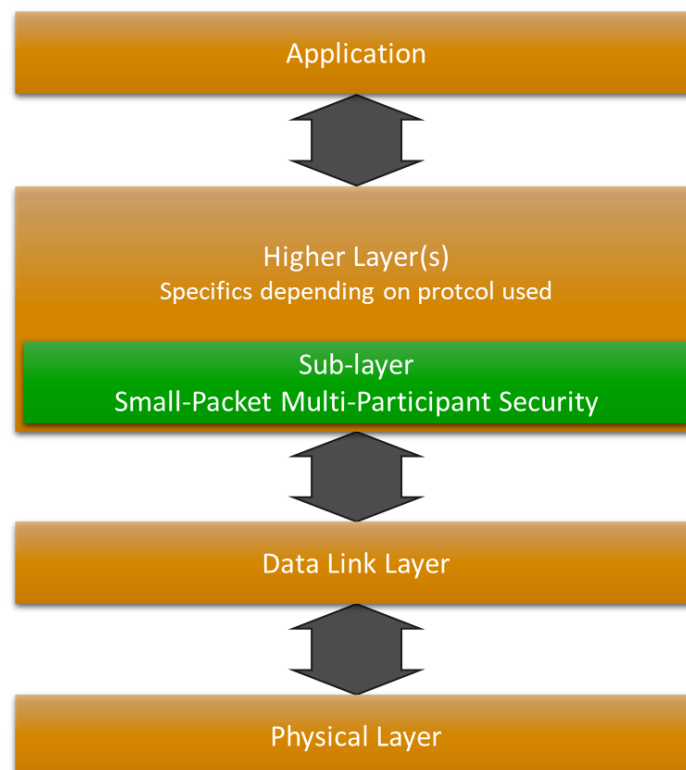 Application
Higher Layer(s)
Specifics depending on protcol used
Sub-layer
Small-Packet Multi-Participant Security
Data Link Layer
Physical Layer